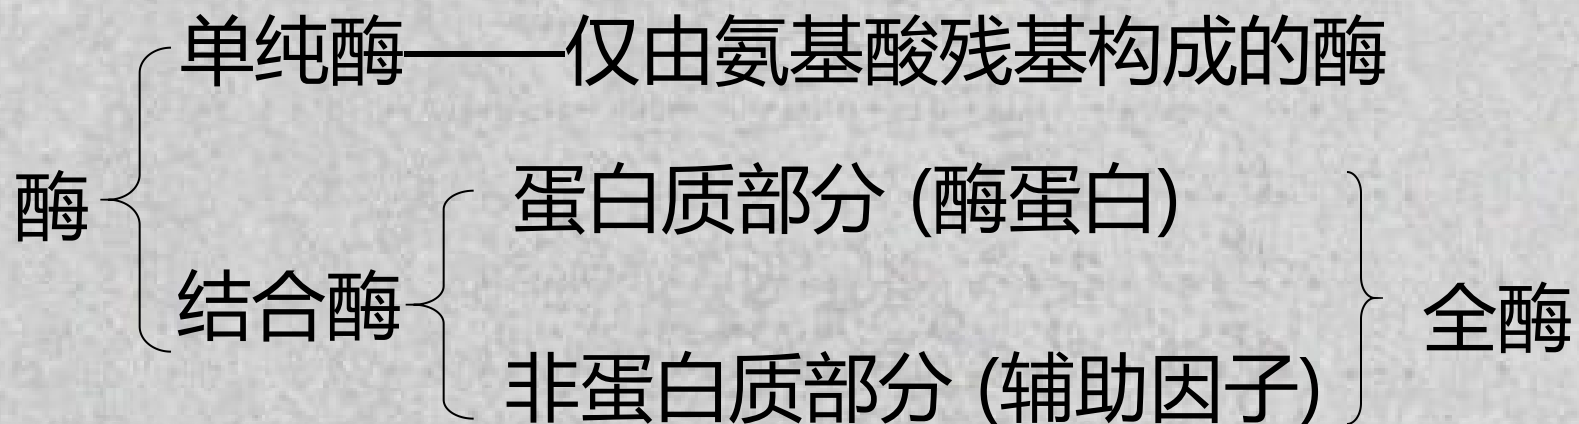 单纯酶——仅由氨基酸残基构成的酶
蛋白质部分 (酶蛋白)
酶
结合酶
全酶
非蛋白质部分 (辅助因子)